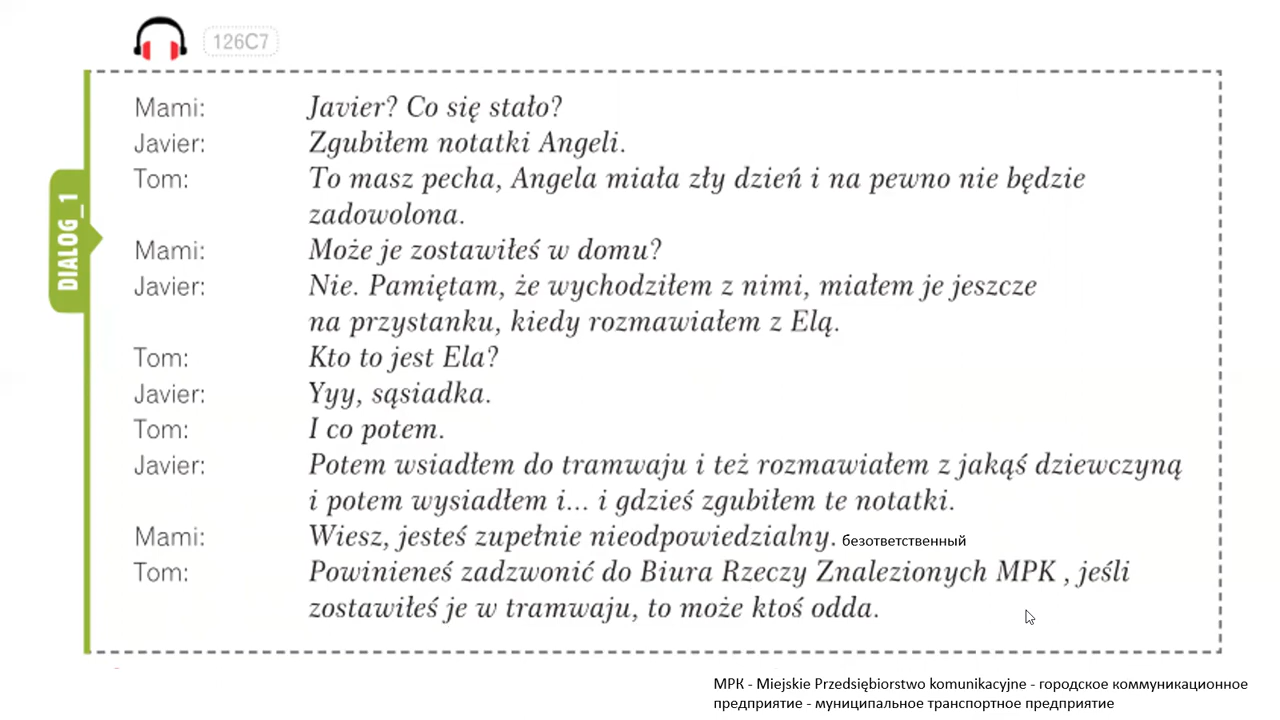 126C7
Mami: Javier? Co się stało?
Javier: Zgubiłem notatki Angeli.
Tom: To masz pecha, Angela miała zły dzień i na pewno nie będzie
zadowolona.
Mami: Może je zostawiłeś w domu?
Javier: Nie. Pamiętam, że wychodziłem z nimi, miałem je jeszcze
na przystanku, kiedy rozmawiałem z Elą.
Tom: Kto to jest Ela?
Javier: Yyy, sąsiadka.
Tom: I co potem.
Javier: Potem wsiadłem do tramwaju i też rozmawiałem z jakąś dziewczyną
i potem wysiadłem i... i gdzieś zgubiłem te notatki.
Mami: Wiesz, jesteś zupełnie nieodpowiedzialny. безответственный
Tom: Powinieneś zadzwonić do Biura Rzeczy Znalezionych MPK , jeśli
zostawiłeś je w tramwaju, to może ktoś odda.
DIALOG_1
МРК - Miejskie Przedsiębiorstwo komunikacyjne - городское коммуникационное
предприятие - муниципальное транспортное предприятие